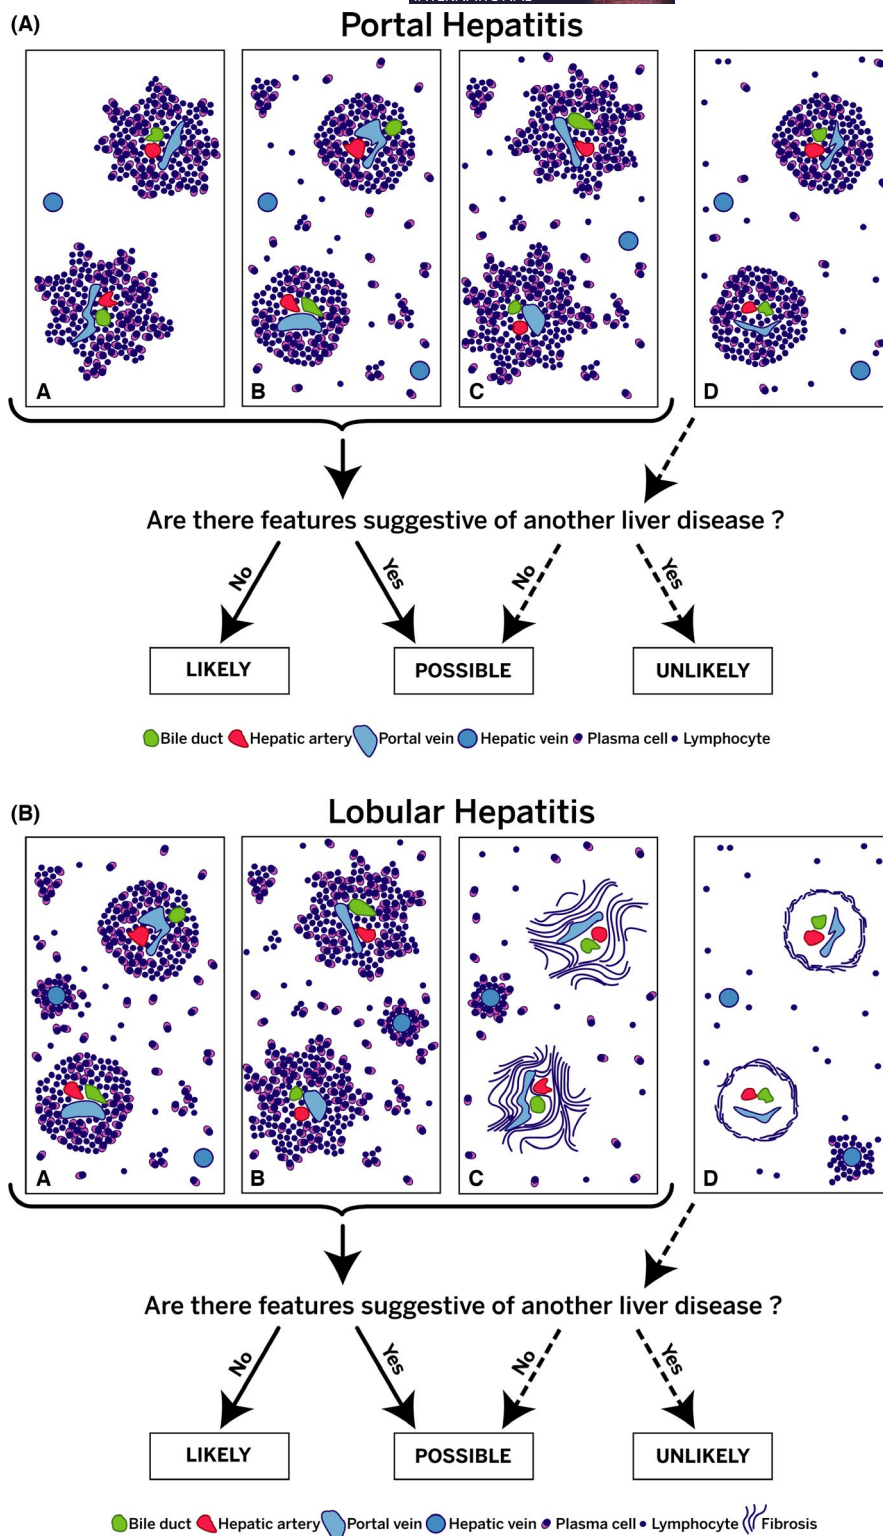 INTERNATIONAL
(A)
Portal Hepatitis
A
B
C
D
Are there features suggestive of another liver disease ?
No
Yes
No
Yes
LIKELY
POSSIBLE
UNLIKELY
Bile duct Hepatic artery Portal vein Hepatic vein Plasma cell Lymphocyte
(B)
Lobular Hepatitis
A
B
C
D
Are there features suggestive of another liver disease ?
No
Yes
No
Yes
LIKELY
POSSIBLE
UNLIKELY
Bile duct Hepatic artery Portal vein Hepatic vein Plasma cell Lymphocyte Fibrosis